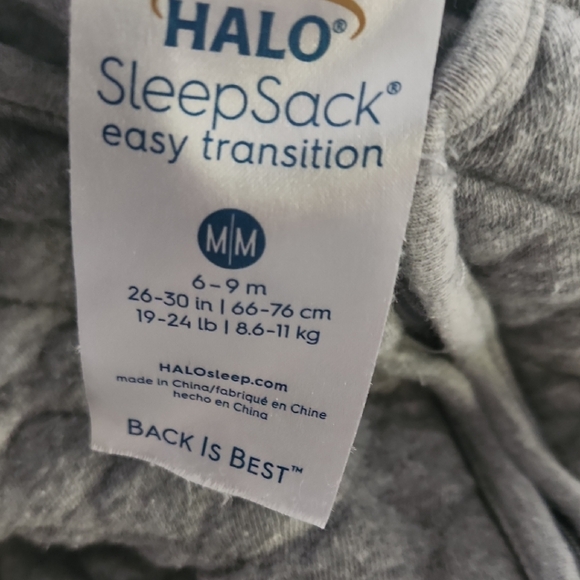 HALO®
SleepSack®
easy transition
M|M
6-9 m
26-30 in | 66-76 cm
19-24 lb | 8.6-11 kg
HALOsleep.com
made in China/fabriqué en Chine
hecho en China
BACK IS BEST™